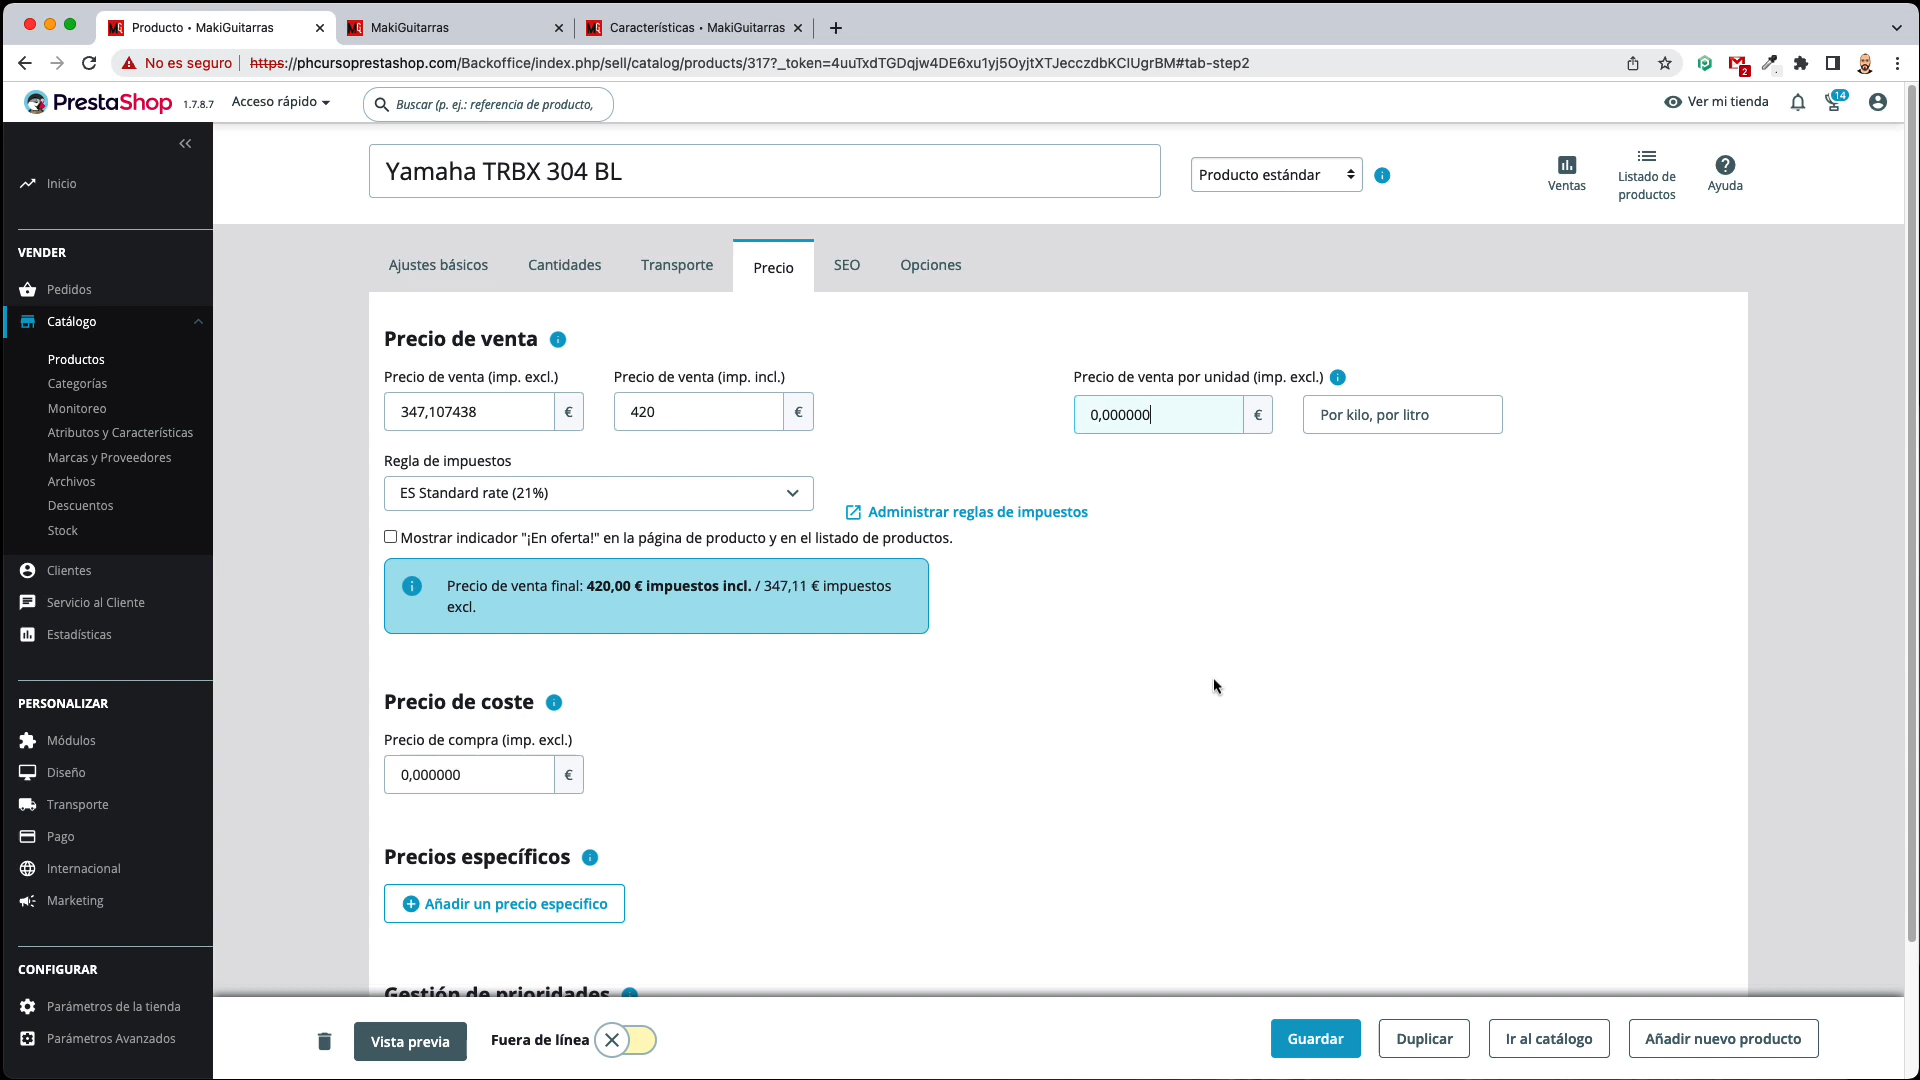 Producto • MakiGuitarras
MakiGuitarras
Características • MakiGuitarras
No es seguro
https://phcursoprestashop.com/Backoffice/index.php/sell/catalog/products/317?_token=4uuTxdTGDqjw4DE6xu1yj5OyjtXTJecczdbKCIUgrBM#tab-step2
2
PrestaShop 1.7.8.7
Acceso rápido
Buscar (p. ej.: referencia de producto,
Ver mi tienda
14
Inicio
VENDER
Pedidos
Catálogo
Productos
Categorías
Monitoreo
Atributos y Características
Marcas y Proveedores
Archivos
Descuentos
Stock
Clientes
Servicio al Cliente
Estadísticas
PERSONALIZAR
Módulos
Diseño
Transporte
Pago
Internacional
Marketing
CONFIGURAR
Parámetros de la tienda
Parámetros Avanzados
Yamaha TRBX 304 BL
Producto estándar
Ventas
Listado de
productos
Ayuda
Ajustes básicos
Cantidades
Transporte
Precio
SEO
Opciones
Precio de venta
Precio de venta (imp. excl.)
Precio de venta (imp. incl.)
Precio de venta por unidad (imp. excl.)
347,107438 €
420 €
0,000000 €
Por kilo, por litro
Regla de impuestos
ES Standard rate (21%)
Administrar reglas de impuestos
Mostrar indicador "¡En oferta!" en la página de producto y en el listado de productos.
Precio de venta final: 420,00 € impuestos incl. / 347,11 € impuestos
excl.
Precio de coste
Precio de compra (imp. excl.)
0,000000 €
Precios específicos
Añadir un precio especifico
Gestión de prioridades
Vista previa
Fuera de línea
Guardar
Duplicar
Ir al catálogo
Añadir nuevo producto